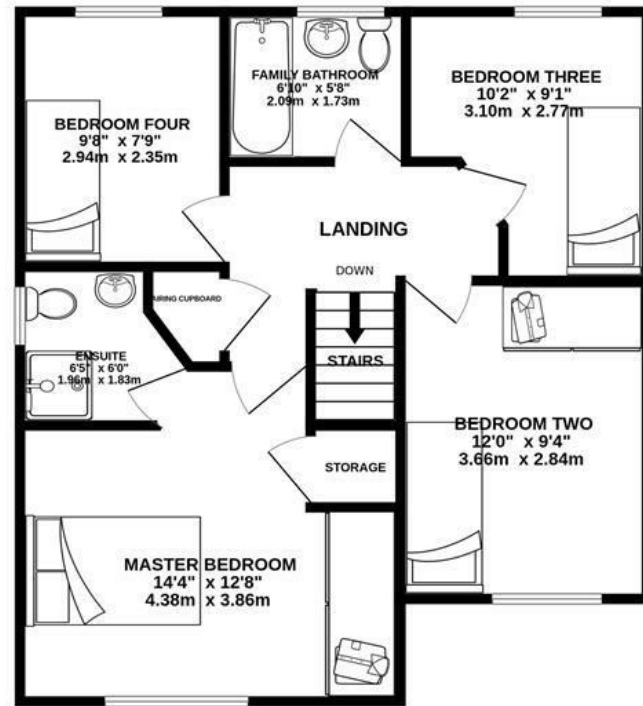 FAMILY BATHROOM
6'10" x 5'8"
2.09m x 1.73m
BEDROOM THREE
10'2" x 9'1"
3.10m x 2.77m
BEDROOM FOUR
9'8" x 7'9"
2.94m x 2.35m
LANDING
DOWN
AIRING CUPBOARD
STAIRS
ENSUITE
6'5" x 6'0"
1.96m x 1.83m
BEDROOM TWO
12'0" x 9'4"
3.66m x 2.84m
STORAGE
MASTER BEDROOM
14'4" x 12'8"
4.38m x 3.86m